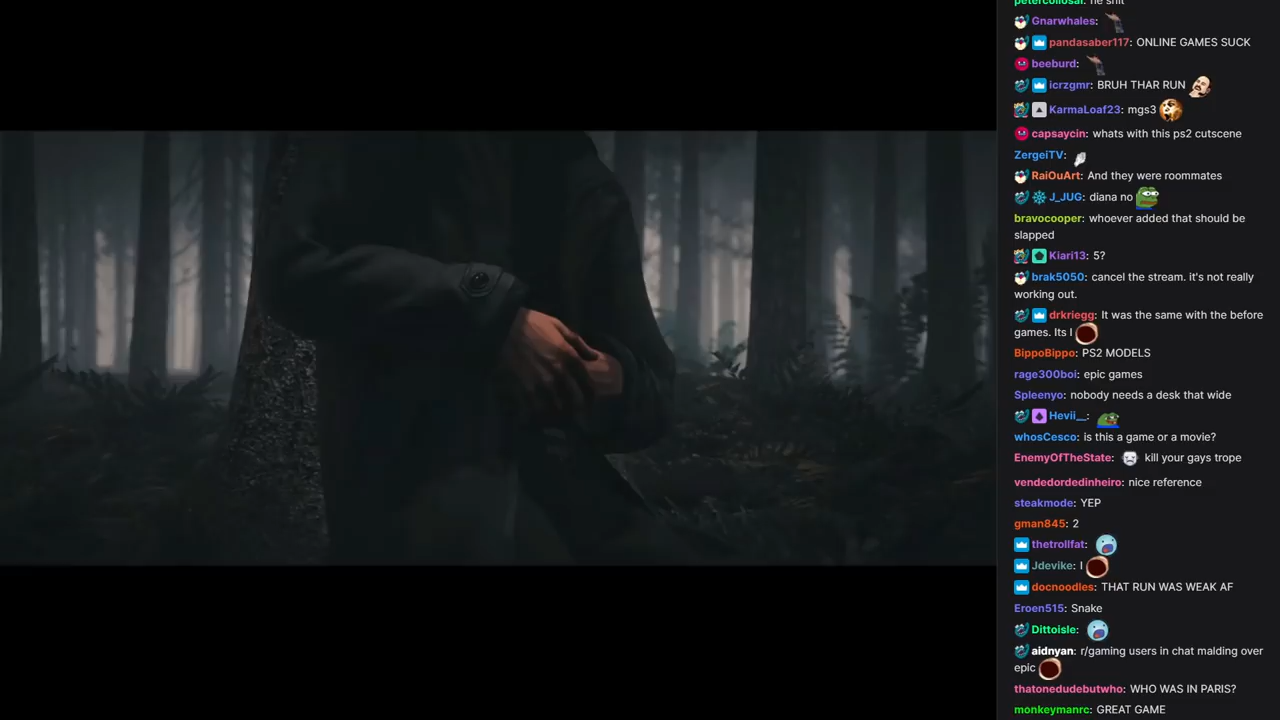 petercollosal: he shit
Gnarwhales:
pandasaber117: ONLINE GAMES SUCK
beeburd:
icrzgmr: BRUH THAR RUN
KarmaLoaf23: mgs3
capsaycin: whats with this ps2 cutscene
ZergeiTV:
RaiOuArt: And they were roommates
J_JUG: diana no
bravocooper: whoever added that should be
slapped
Kiari13: 5?
brak5050: cancel the stream. it's not really
working out.
drkriegg: It was the same with the before
games. Its I
BippoBippo: PS2 MODELS
rage300boi: epic games
Spleenyo: nobody needs a desk that wide
Hevii__:
whosCesco: is this a game or a movie?
EnemyOfTheState: kill your gays trope
vendedordedinheiro: nice reference
steakmode: YEP
gman845: 2
thetrollfat:
Jdevike: I
docnoodles: THAT RUN WAS WEAK AF
Eroen515: Snake
Dittoisle:
aidnyan: r/gaming users in chat malding over
epic
thatonedudebutwho: WHO WAS IN PARIS?
monkeymanrc: GREAT GAME